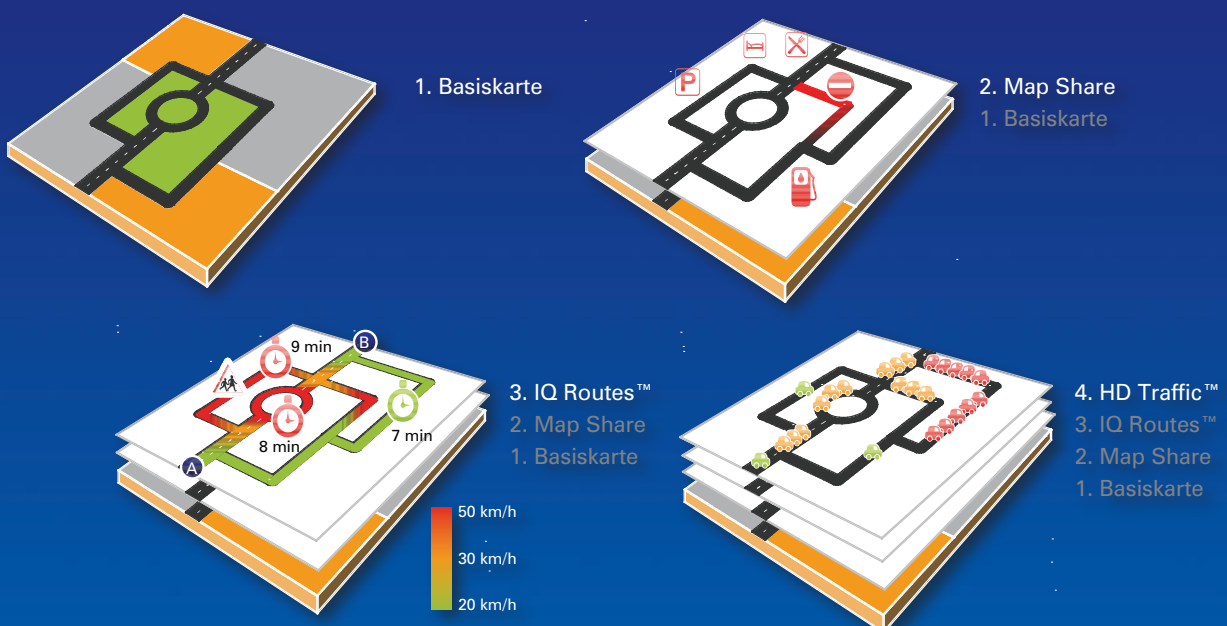 1. Basiskarte
P
2. Map Share
1. Basiskarte
9 min
B
8 min
7 min
A
3. IQ Routes™
2. Map Share
1. Basiskarte
50 km/h
30 km/h
20 km/h
4. HD Traffic™
3. IQ Routes™
2. Map Share
1. Basiskarte